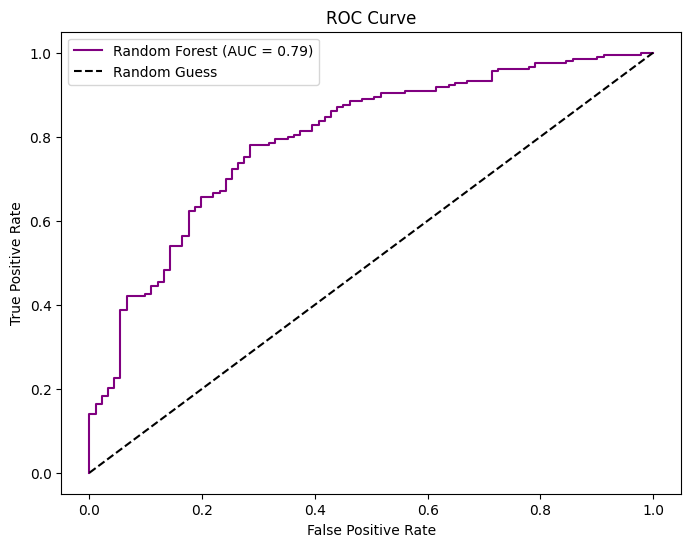 ROC Curve
Random Forest (AUC = 0.79)
Random Guess
True Positive Rate
1.0
0.8
0.6
0.4
0.2
0.0
0.0 0.2 0.4 0.6 0.8 1.0
False Positive Rate